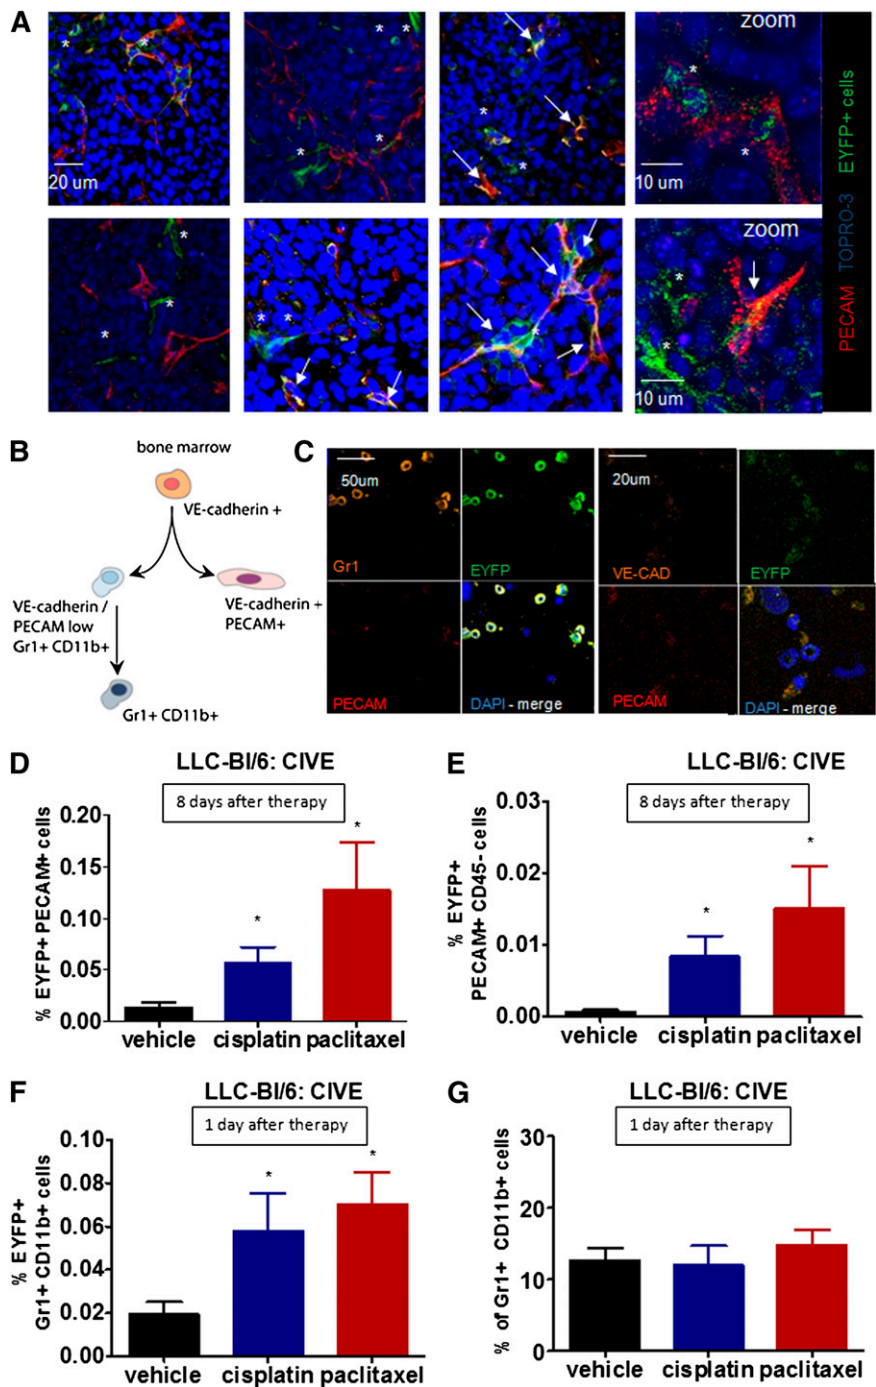 A
zoom
20 um
10 um
zoom
10 um
PECAM TOPRO-3 EYFP+ cells
B
bone marrow
VE-cadherin +
VE-cadherin /
PECAM low
Gr1+ CD11b+
VE-cadherin +
PECAM+
Gr1+ CD11b+
C
50um
20um
Gr1
EYFP
VE-CAD
EYFP
PECAM
DAPI - merge
PECAM
DAPI - merge
D
LLC-Bl/6: CIVE
8 days after therapy
% EYFP+ PECAM+ cells
0.20
0.15
0.10
0.05
0.00
* *
vehicle cisplatin paclitaxel
E
LLC-Bl/6: CIVE
8 days after therapy
% EYFP+
PECAM+ CD45- cells
0.03
0.02
0.01
0.00
* *
vehicle cisplatin paclitaxel
F
LLC-Bl/6: CIVE
1 day after therapy
% EYFP+
Gr1+ CD11b+ cells
0.10
0.08
0.06
0.04
0.02
0.00
* *
vehicle cisplatin paclitaxel
G
LLC-Bl/6: CIVE
1 day after therapy
% of Gr1+ CD11b+ cells
30
20
10
0
vehicle cisplatin paclitaxel